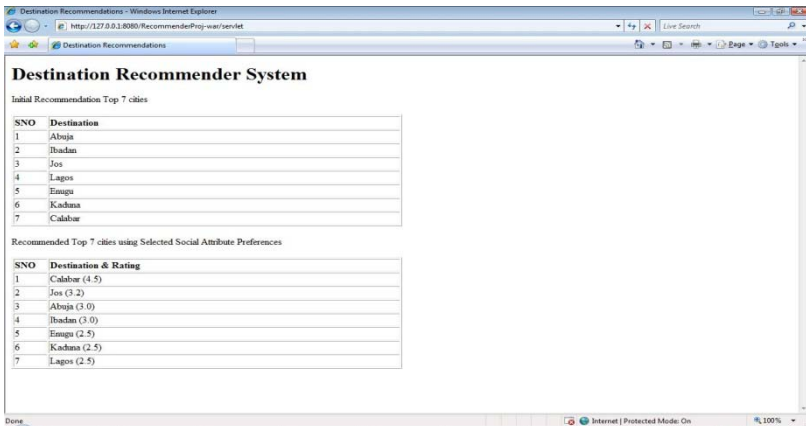 Destination Recommendations - Windows Internet Explorer
http://127.0.0.1:8080/RecommenderProj-war/servlet
Live Search
Destination Recommendations
Page
Tools
Destination Recommender System
Initial Recommendation Top 7 cities
SNO Destination
1 Abuja
2 Ibadan
3 Jos
4 Lagos
5 Enugu
6 Kaduna
7 Calabar
Recommended Top 7 cities using Selected Social Attribute Preferences
SNO Destination & Rating
1 Calabar (4.5)
2 Jos (3.2)
3 Abuja (3.0)
4 Ibadan (3.0)
5 Enugu (2.5)
6 Kaduna (2.5)
7 Lagos (2.5)
Done
Internet | Protected Mode: On
100%